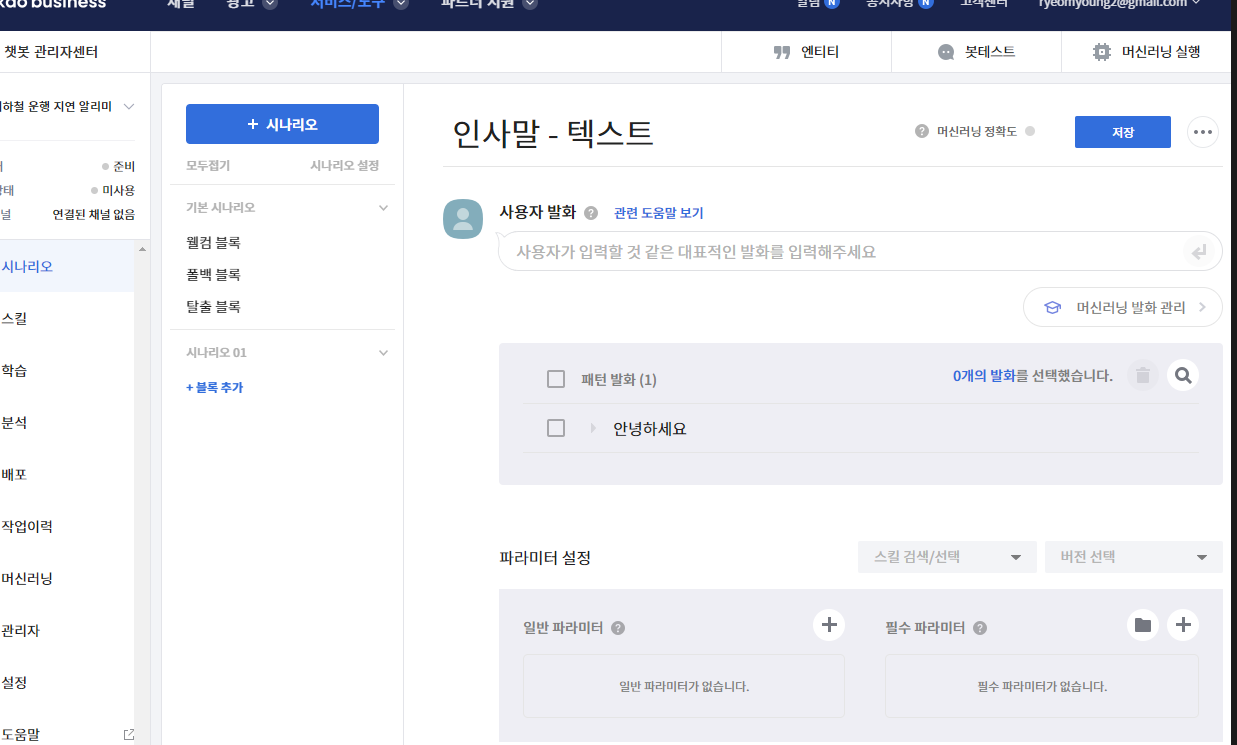 kao business
채널
광고
서비스/도구
파트너 지원
알림 N
공지사항 N
고객센터
ryeomyoung2@gmail.com
챗봇 관리자센터
엔티티
봇테스트
머신러닝 실행
하철 운행 지연 알리미
준비
상태
미사용
널
연결된 채널 없음
시나리오
스킬
학습
분석
배포
작업이력
머신러닝
관리자
설정
도움말
+ 시나리오
모두접기
시나리오 설정
기본 시나리오
웰컴 블록
폴백 블록
탈출 블록
시나리오 01
+ 블록 추가
인사말 - 텍스트
? 머신러닝 정확도
저장
사용자 발화 ? 관련 도움말 보기
사용자가 입력할 것 같은 대표적인 발화를 입력해주세요
머신러닝 발화 관리
패턴 발화 (1)
0개의 발화를 선택했습니다.
안녕하세요
파라미터 설정
스킬 검색/선택
버전 선택
일반 파라미터 ?
필수 파라미터 ?
일반 파라미터가 없습니다.
필수 파라미터가 없습니다.